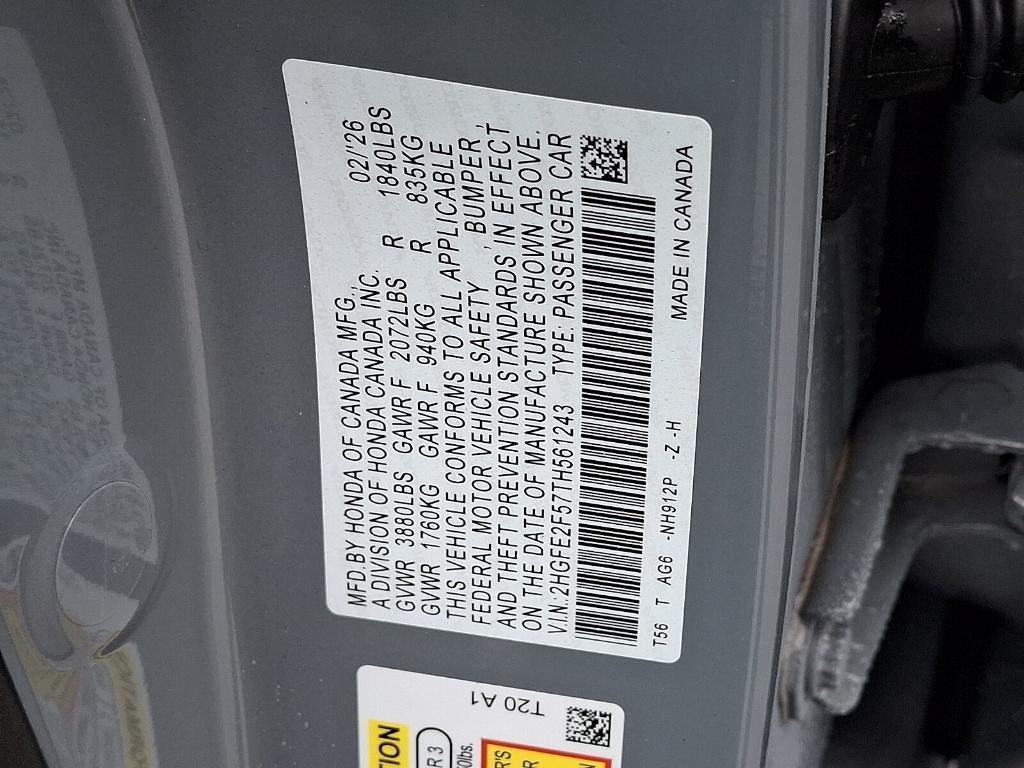 MFD.BY HONDA OF CANADA MFG., 02/'26
A DIVISION OF HONDA CANADA INC.
GVWR 3880LBS GAWR F 2072LBS R 1840LBS
GVWR 1760KG GAWR F 940KG R 835KG
THIS VEHICLE CONFORMS TO ALL APPLICABLE
FEDERAL MOTOR VEHICLE SAFETY, BUMPER,
AND THEFT PREVENTION STANDARDS IN EFFECT
ON THE DATE OF MANUFACTURE SHOWN ABOVE.
V.I.N.:2HGFE2F577TH561243 TYPE: PASSENGER CAR
T56 T AG6 -NH912P -Z -H
MADE IN CANADA
T20 A1